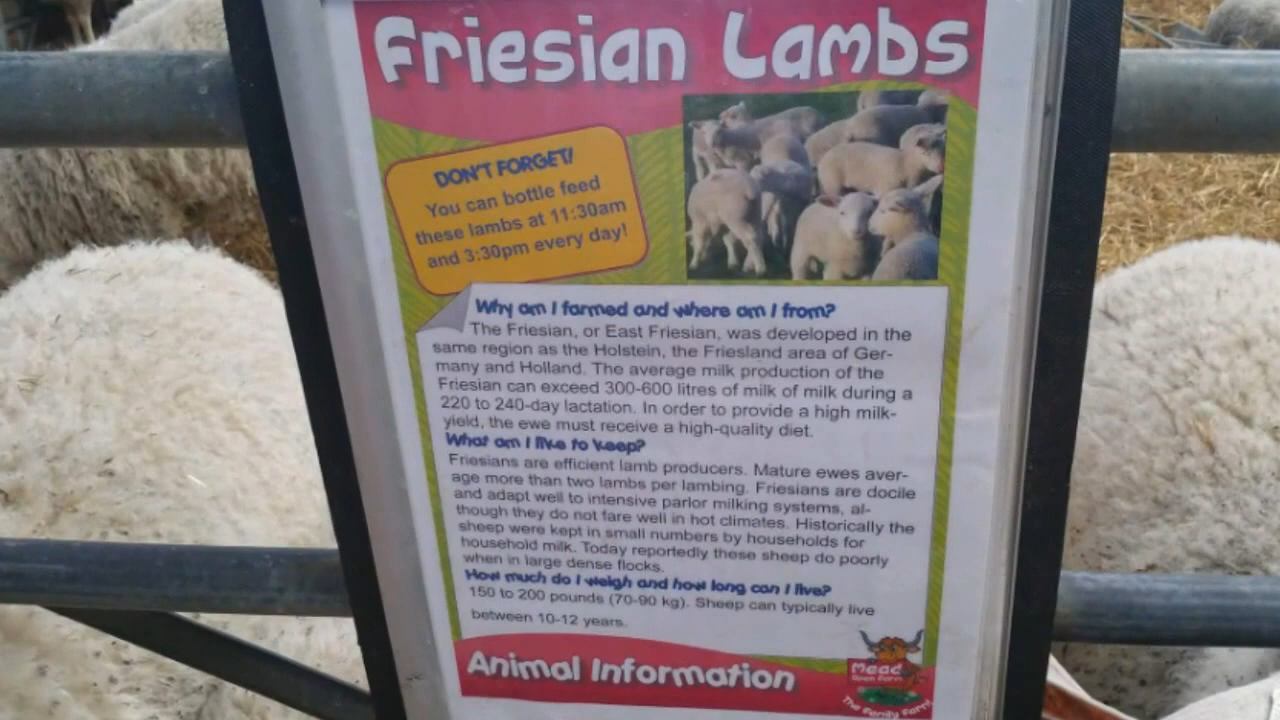 Friesian Lambs
DON'T FORGET!
You can bottle feed
these lambs at 11:30am
and 3:30pm every day!
Why am I farmed and where am I from?
The Friesian, or East Friesian, was developed in the
same region as the Holstein, the Friesland area of Ger-
many and Holland. The average milk production of the
Friesian can exceed 300-600 litres of milk of milk during a
220 to 240-day lactation. In order to provide a high milk-
yield, the ewe must receive a high-quality diet.
What am I like to keep?
Friesians are efficient lamb producers. Mature ewes aver-
age more than two lambs per lambing. Friesians are docile
and adapt well to intensive parlor milking systems, al-
though they do not fare well in hot climates. Historically the
sheep were kept in small numbers by households for
household milk. Today reportedly these sheep do poorly
when in large dense flocks.
How much do I weigh and how long can I live?
150 to 200 pounds (70-90 kg). Sheep can typically live
between 10-12 years.
Animal Information
Mead
Open Farm
The Family Farm!